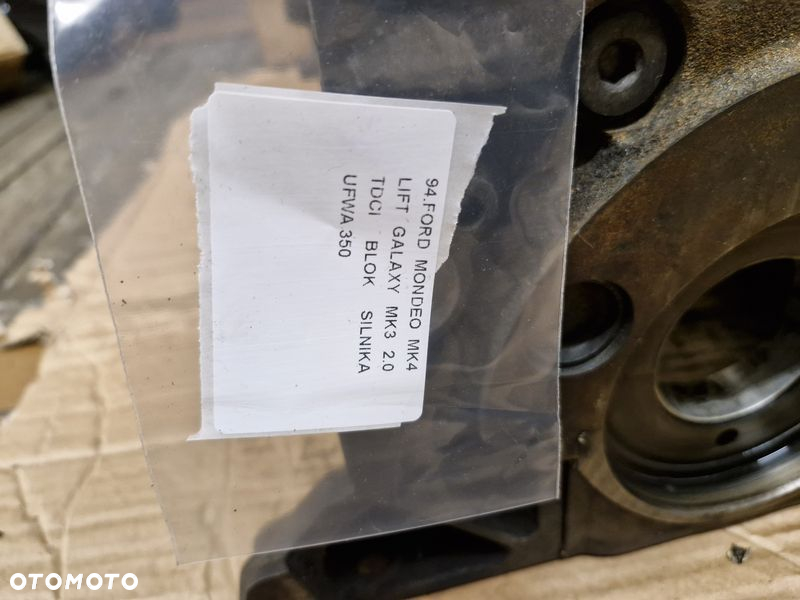 94.FORD MONDEO MK4
LIFT GALAXY MK3 2.0
TDCI BLOK SILNIKA
UFWA.350
OTOMOTO